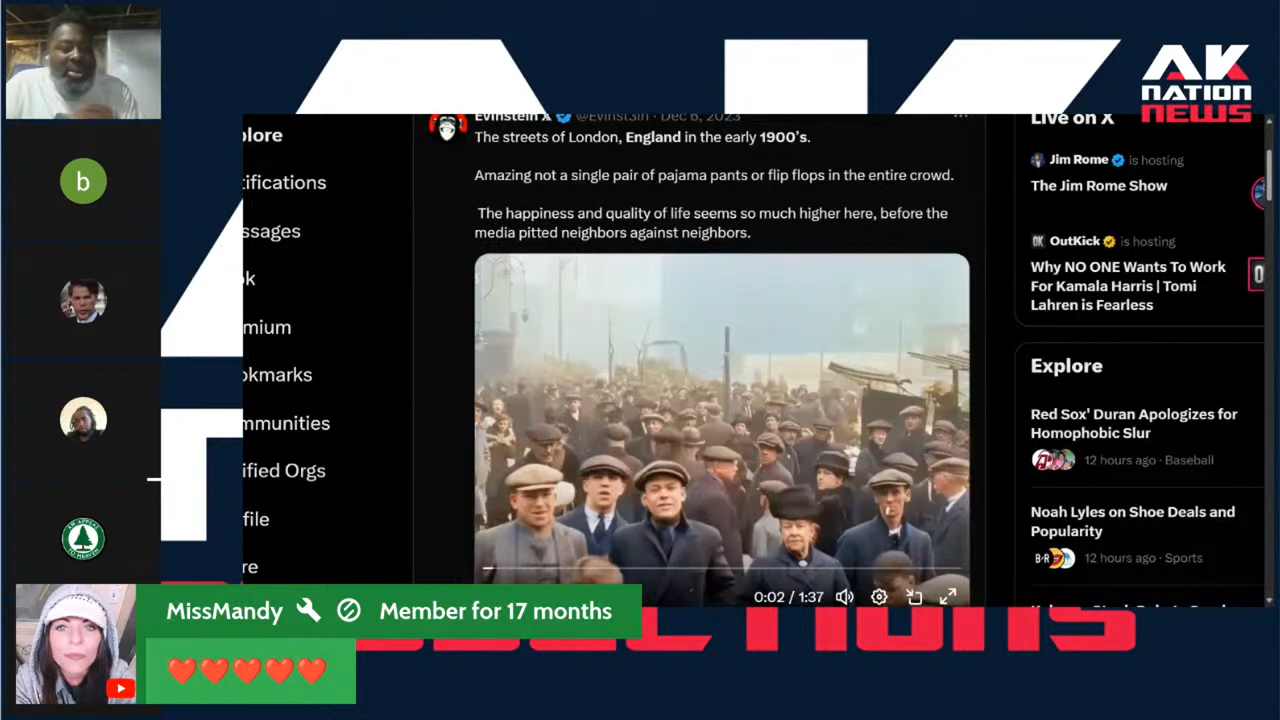 AK
NATION
NEWS
plore
tifications
ssages
ok
mium
okmarks
mmunities
ified Orgs
file
re
b
AN APPEAL
TO HEAVEN
Evinstein 𝕏 @Evinst3in · Dec 6, 2023
The streets of London, England in the early 1900's.
Amazing not a single pair of pajama pants or flip flops in the entire crowd.
The happiness and quality of life seems so much higher here, before the
media pitted neighbors against neighbors.
0:02 / 1:37
Live on X
Jim Rome is hosting
The Jim Rome Show
OK OutKick is hosting
Why NO ONE Wants To Work
For Kamala Harris | Tomi
Lahren is Fearless
Explore
Red Sox' Duran Apologizes for
Homophobic Slur
12 hours ago · Baseball
Noah Lyles on Shoe Deals and
Popularity
B/R
12 hours ago · Sports
MissMandy Member for 17 months